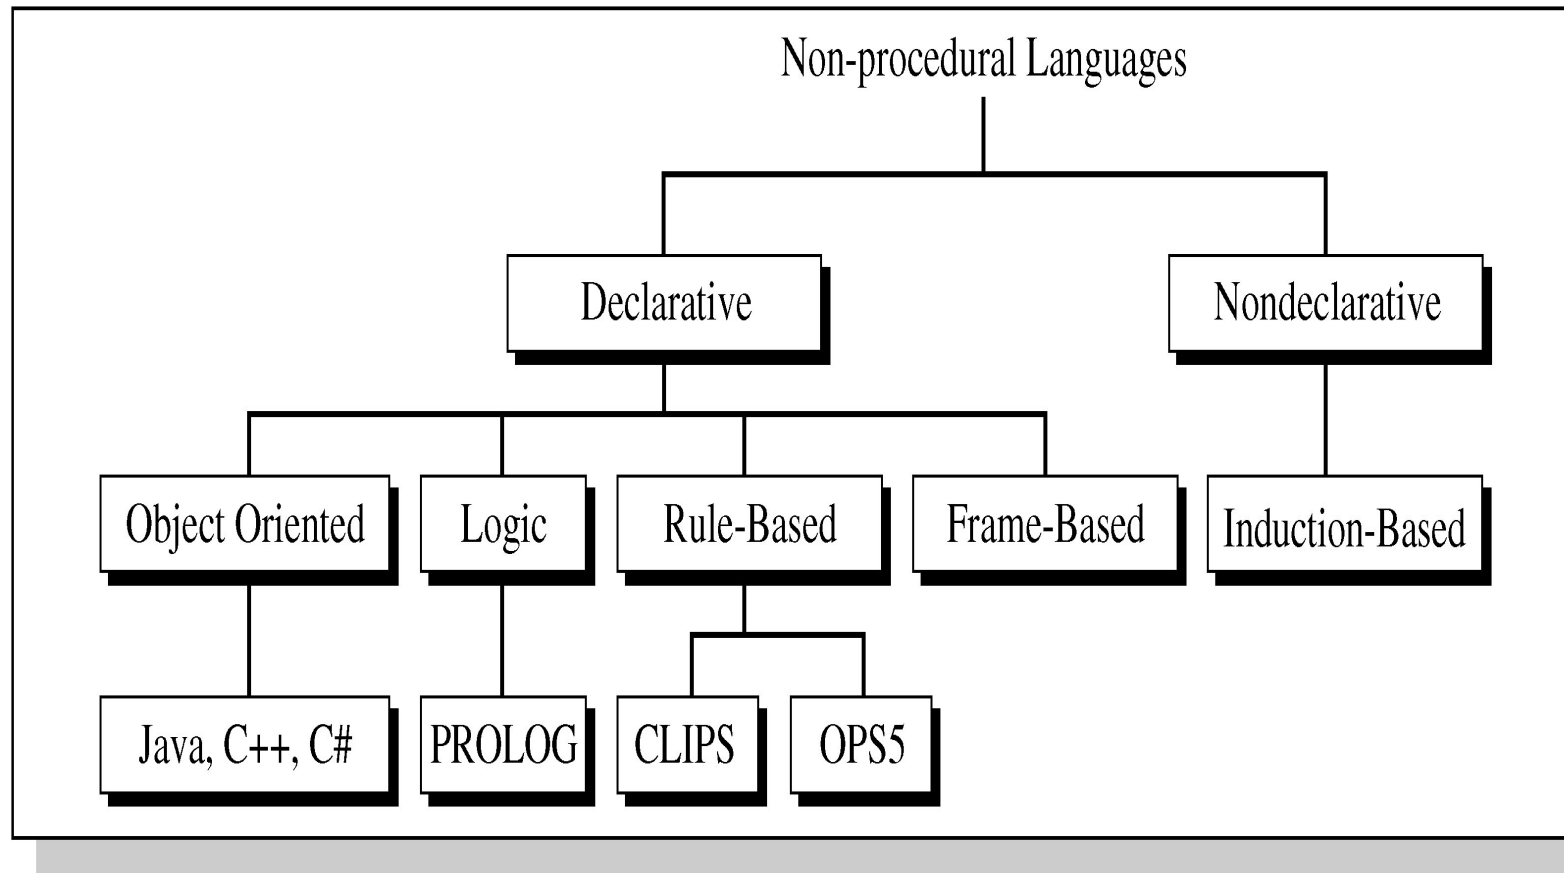 Non-procedural Languages
Declarative
Nondeclarative
Object Oriented
Logic
Rule-Based
Frame-Based
Induction-Based
Java, C++, C#
PROLOG
CLIPS
OPS5